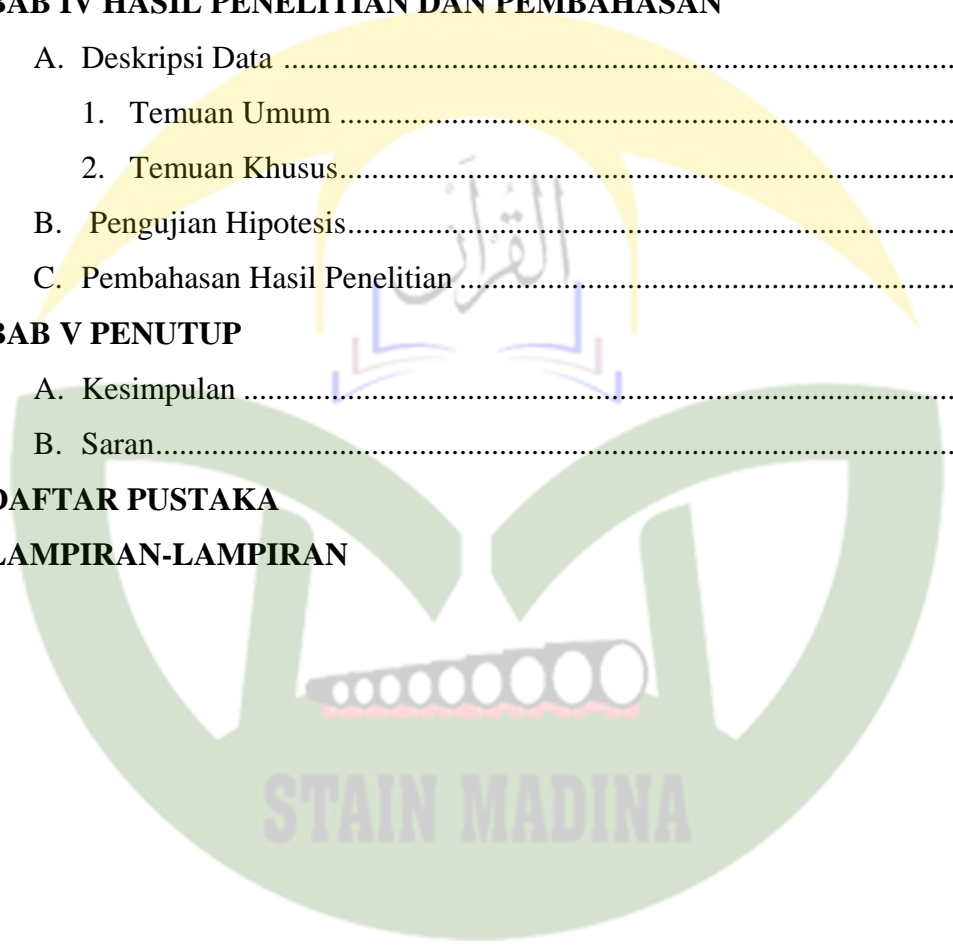 BAB IV HASIL PENELITIAN DAN PEMBAHASAN
A. Deskripsi Data ....................................................................................
1. Temuan Umum .............................................................................
2. Temuan Khusus............................................................................
B. Pengujian Hipotesis...........................................................................
C. Pembahasan Hasil Penelitian .............................................................
BAB V PENUTUP
A. Kesimpulan ........................................................................................
B. Saran...................................................................................................
DAFTAR PUSTAKA
LAMPIRAN-LAMPIRAN
القرآن
STAIN MADINA